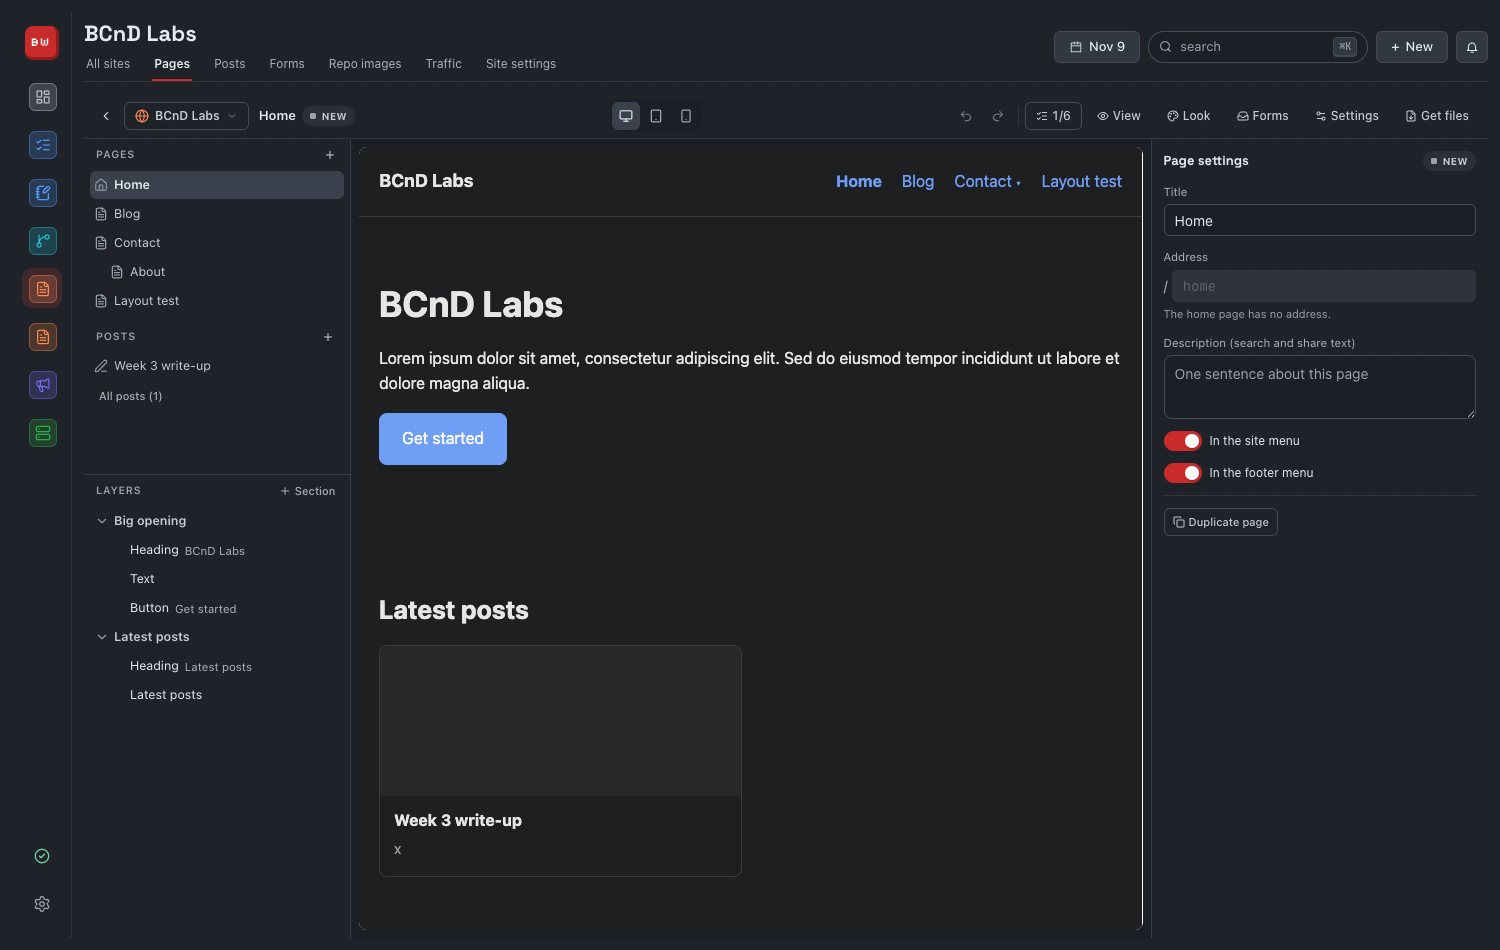 BW
BCnD Labs
All sites Pages Posts Forms Repo images Traffic Site settings
Nov 9
search ⌘K
+ New
BCnD Labs
Home NEW
1/6 View Look Forms Settings Get files
PAGES +
Home
Blog
Contact
About
Layout test
POSTS +
Week 3 write-up
All posts (1)
LAYERS + Section
Big opening
Heading BCnD Labs
Text
Button Get started
Latest posts
Heading Latest posts
Latest posts
BCnD Labs Home Blog Contact ▾ Layout test
BCnD Labs
Lorem ipsum dolor sit amet, consectetur adipiscing elit. Sed do eiusmod tempor incididunt ut labore et
dolore magna aliqua.
Get started
Latest posts
Week 3 write-up
x
Page settings NEW
Title
Home
Address
/ home
The home page has no address.
Description (search and share text)
One sentence about this page
In the site menu
In the footer menu
Duplicate page